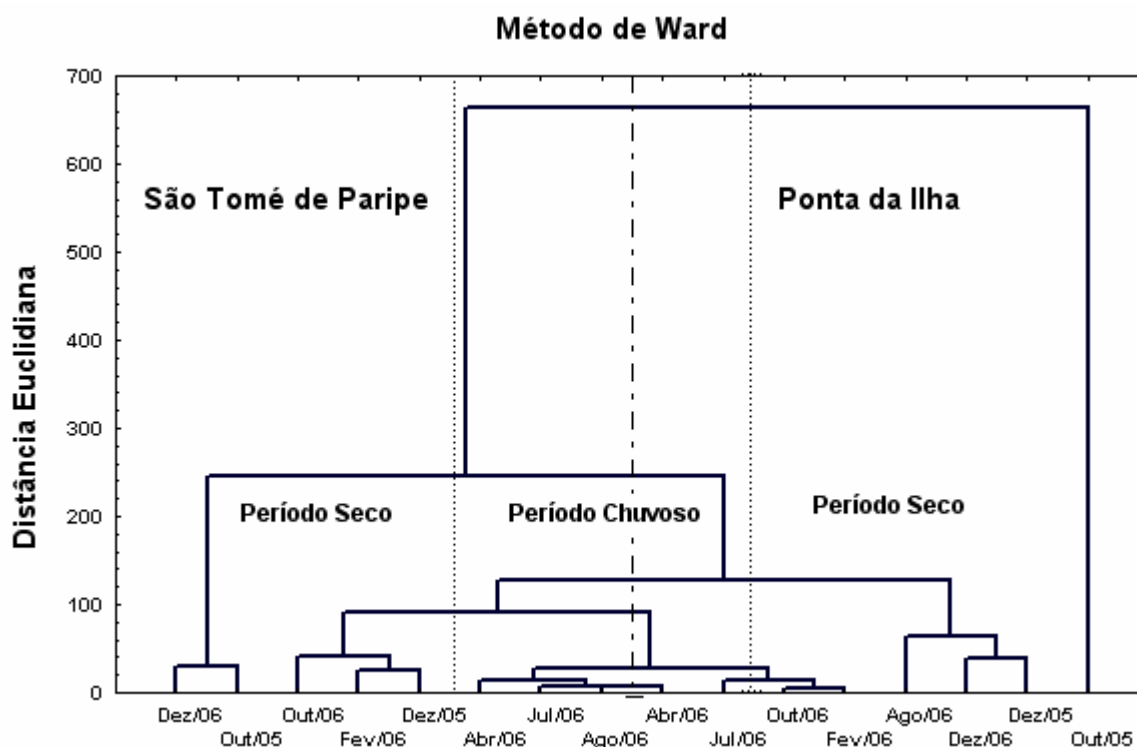 Método de Ward
700
600
500
400
300
200
100
0
Distância Euclidiana
São Tomé de Paripe
Ponta da Ilha
Período Seco
Período Chuvoso
Período Seco
Dez/06 Out/06 Dez/05 Jul/06 Abr/06 Out/06 Ago/06 Dez/05
Out/05 Fev/06 Abr/06 Ago/06 Jul/06 Fev/06 Dez/06 Out/05